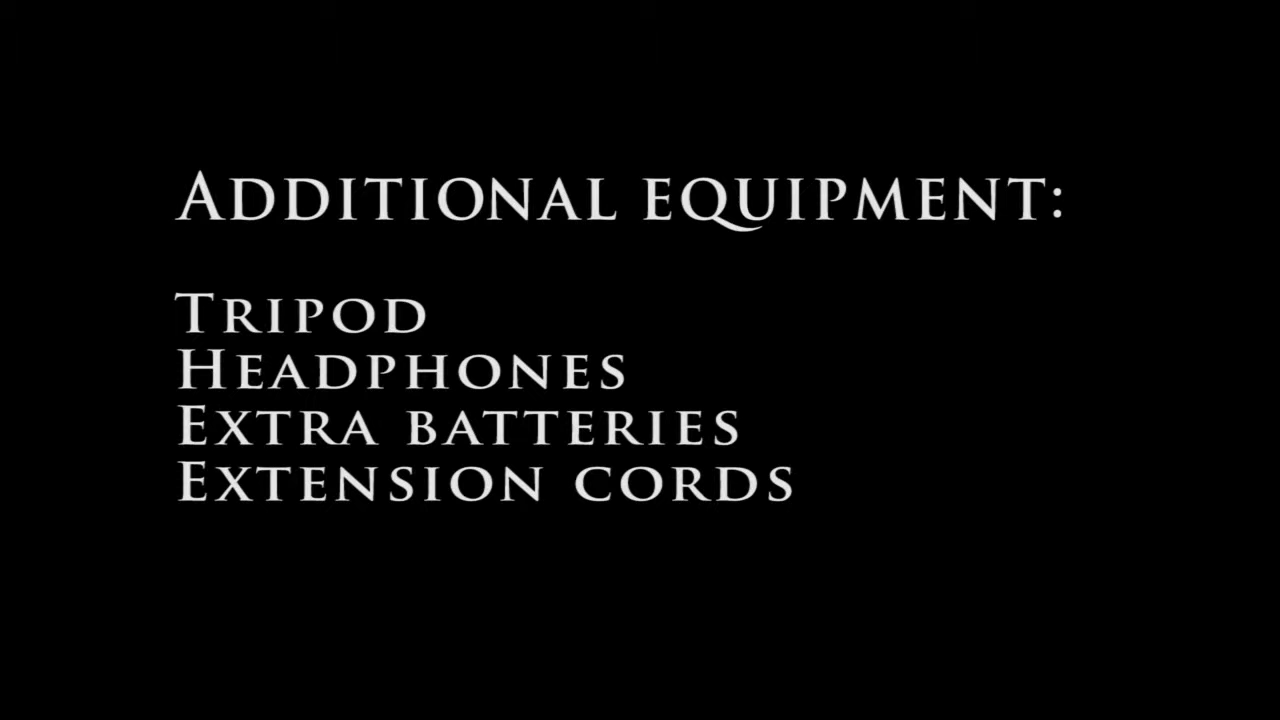 Additional equipment:
Tripod
Headphones
Extra batteries
Extension cords